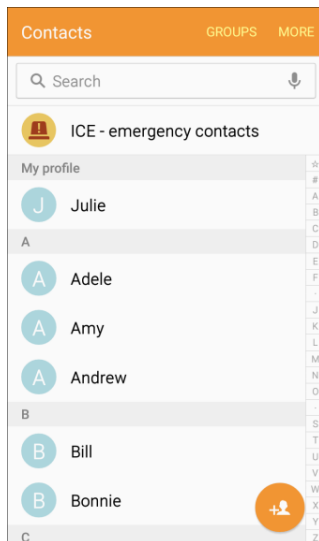 Contacts GROUPS MORE
Search
ICE - emergency contacts
My profile
J Julie
A
A Adele
A Amy
A Andrew
B
B Bill
B Bonnie
C
☆
#
A
B
C
D
E
F
·
J
K
L
M
N
O
·
S
T
U
V
W
X
Y
Z